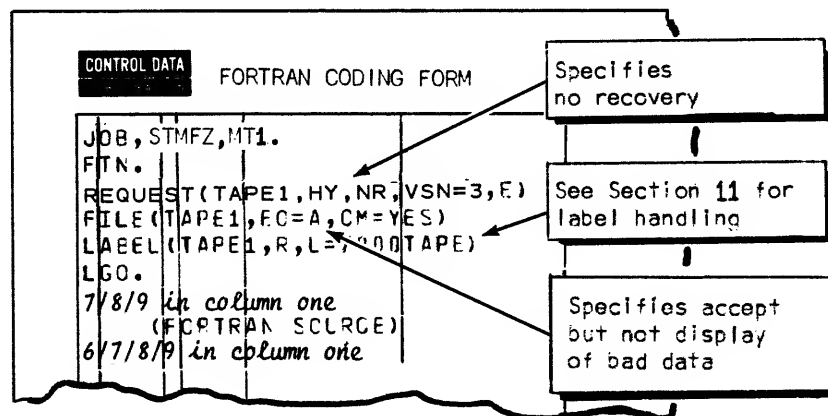 CONTROL DATA
FORTRAN CODING FORM
JOB, STMFZ,MT1.
FTN.
REQUEST(TAPE1,HY,NR,VSN=3,E)
FILE(TAPE1,EO=A,CM=YES)
LABEL(TAPE1,R,L=
LGO.
7/8/9 in column one
(FORTRAN SOURCE)
6/7/8/9 in column one
Specifies
no recovery
See Section 11 for
label handling
Specifies accept
but not display
of bad data